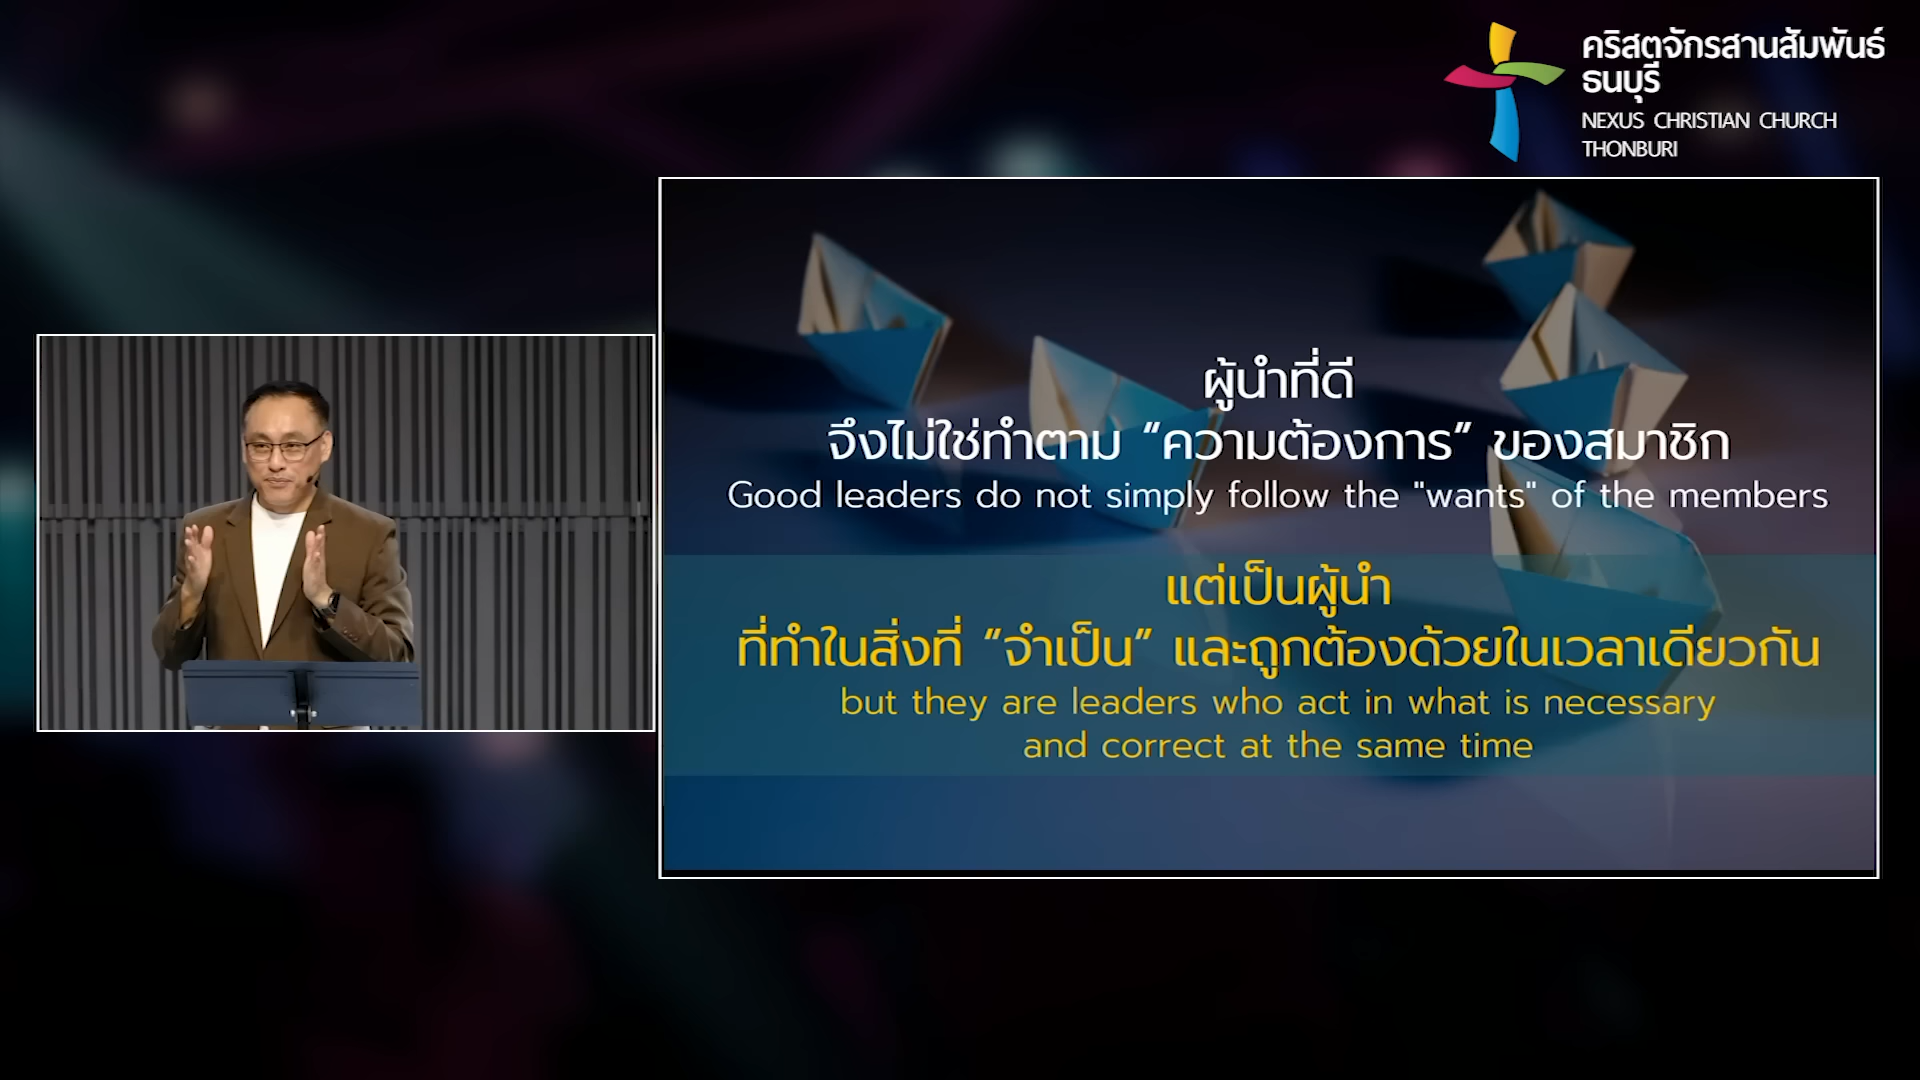 คริสตจักรสานสัมพันธ์
ธนบุรี
NEXUS CHRISTIAN CHURCH
THONBURI
ผู้นำที่ดี
จึงไม่ใช่ทำตาม “ความต้องการ” ของสมาชิก
Good leaders do not simply follow the "wants" of the members
แต่เป็นผู้นำ
ที่ทำในสิ่งที่ “จำเป็น” และถูกต้องด้วยในเวลาเดียวกัน
but they are leaders who act in what is necessary
and correct at the same time